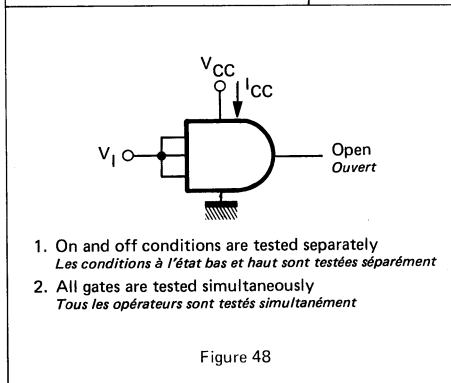 VCC
ICC
VI
Open
Ouvert
1. On and off conditions are tested separately
Les conditions à l'état bas et haut sont testées séparément
2. All gates are tested simultaneously
Tous les opérateurs sont testés simultanément
Figure 48